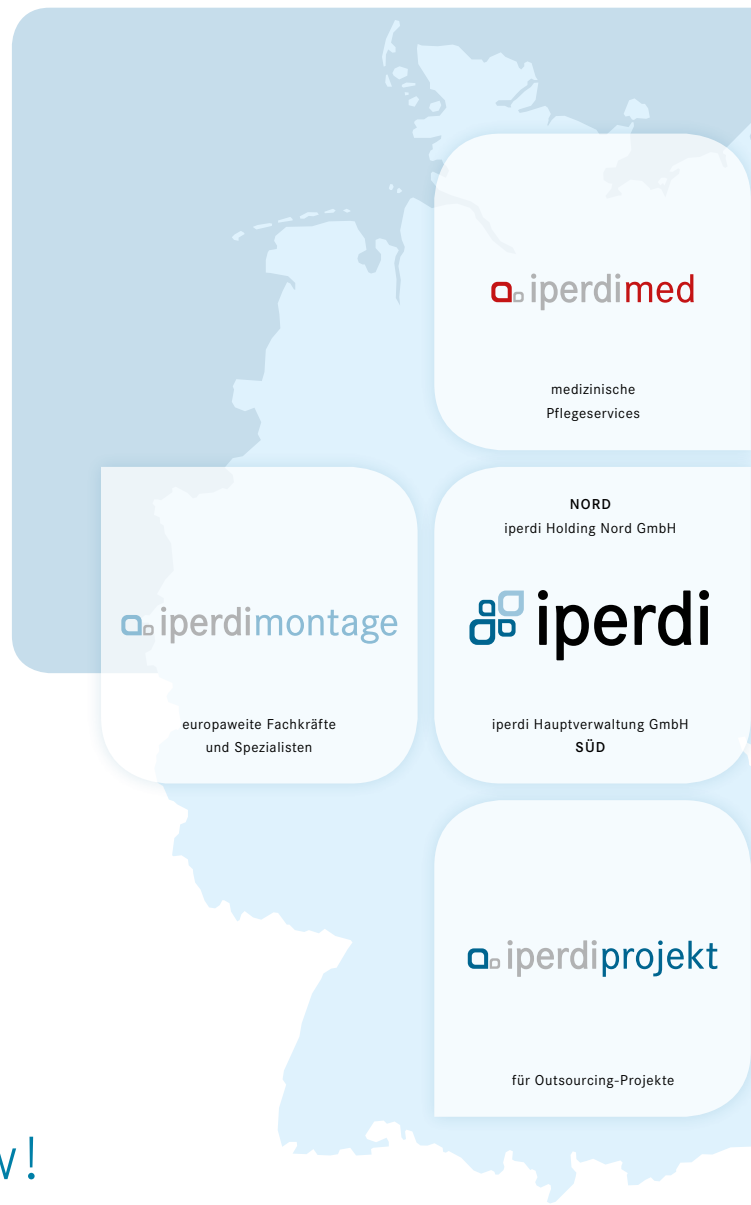 iperdimed
medizinische
Pflegeservices
iperdimontage
europaweite Fachkräfte
und Spezialisten
NORD
iperdi Holding Nord GmbH
iperdi
iperdi Hauptverwaltung GmbH
SÜD
iperdiprojekt
für Outsourcing-Projekte